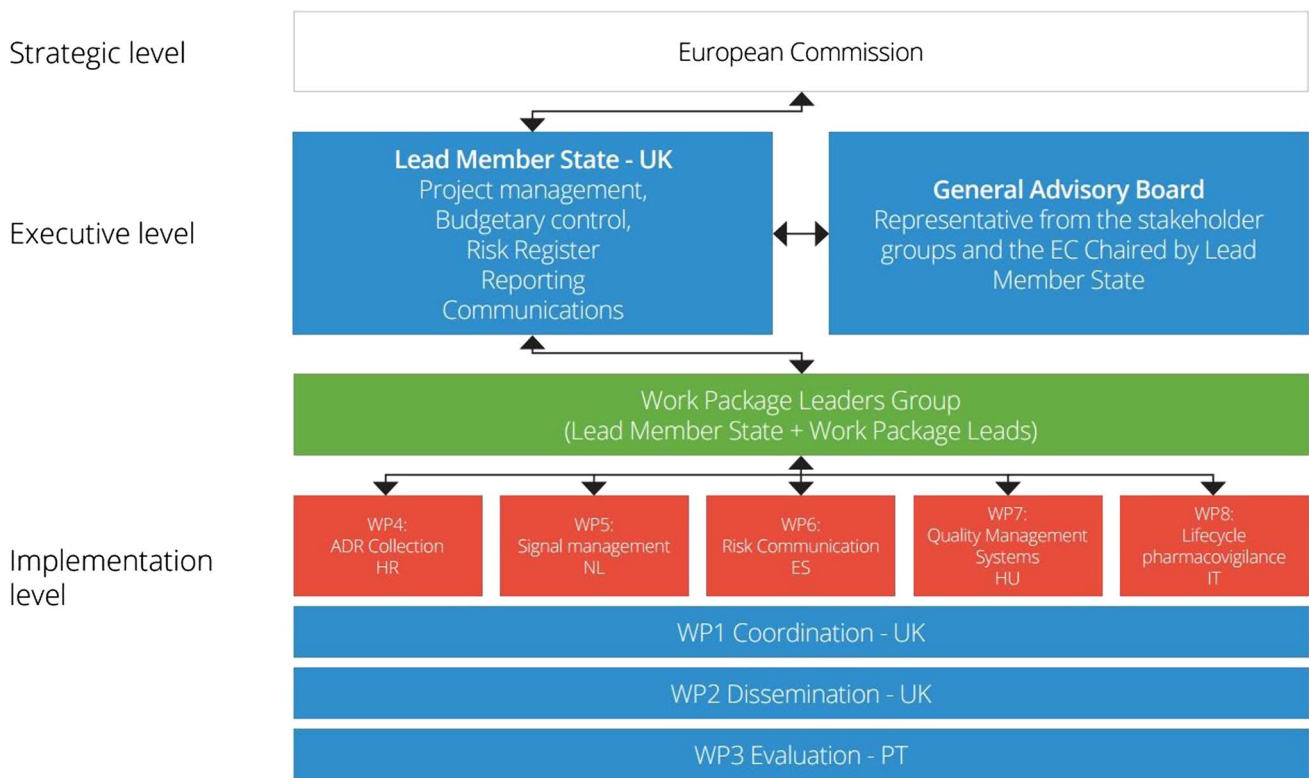 Strategic level
European Commission
Executive level
Lead Member State - UK
Project management,
Budgetary control,
Risk Register
Reporting
Communications
General Advisory Board
Representative from the stakeholder
groups and the EC Chaired by Lead
Member State
Work Package Leaders Group
(Lead Member State + Work Package Leads)
Implementation
level
WP4:
ADR Collection
HR
WP5:
Signal management
NL
WP6:
Risk Communication
ES
WP7:
Quality Management
Systems
HU
WP8:
Lifecycle
pharmacovigilance
IT
WP1 Coordination - UK
WP2 Dissemination - UK
WP3 Evaluation - PT